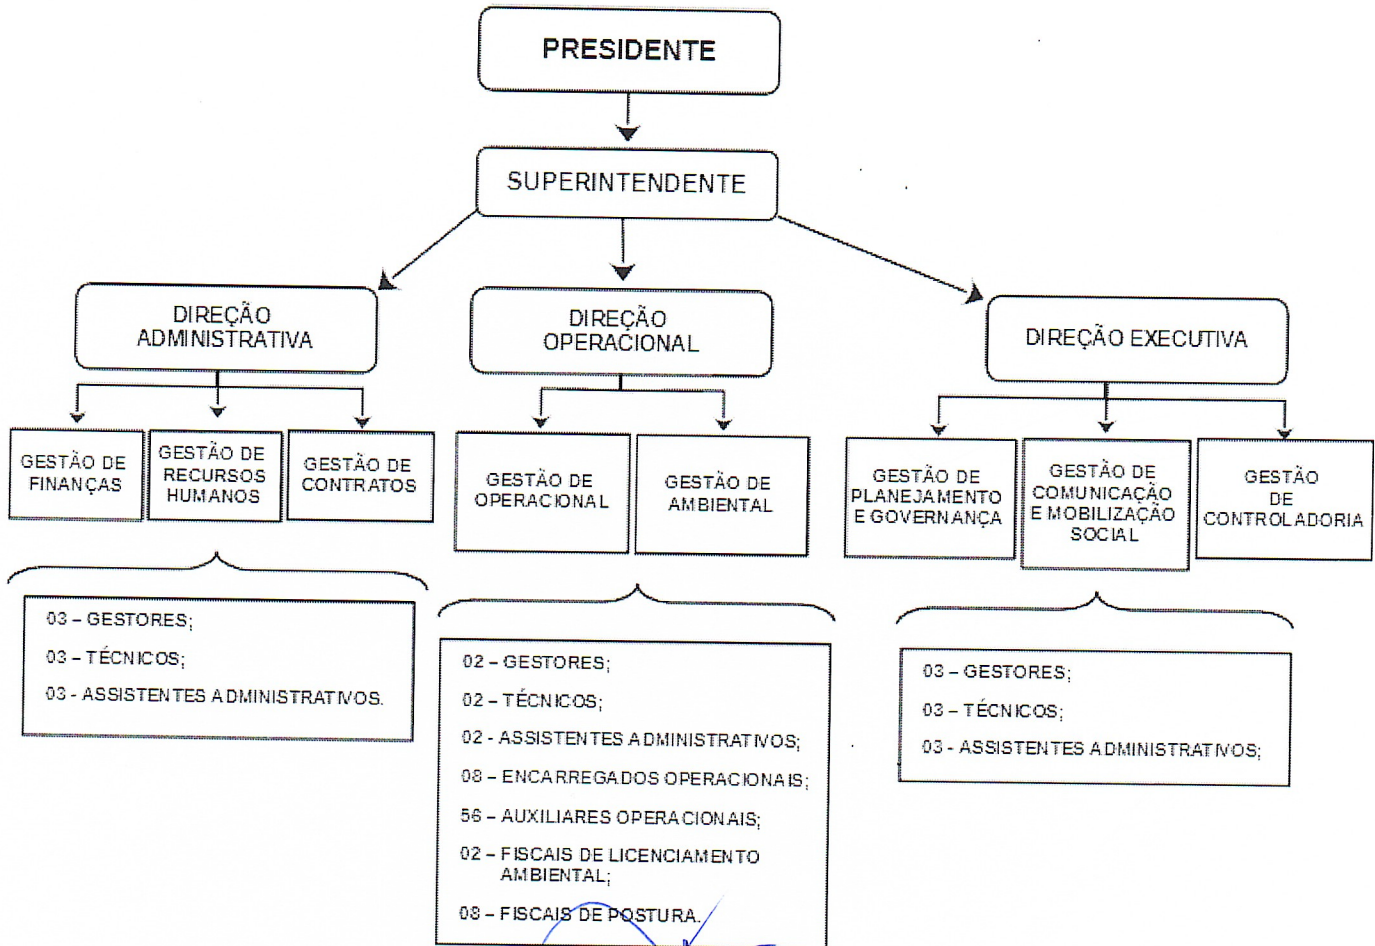 PRESIDENTE
SUPERINTENDENTE
DIREÇÃO
ADMINISTRATIVA
DIREÇÃO
OPERACIONAL
DIREÇÃO EXECUTIVA
GESTÃO DE
FINANÇAS
GESTÃO DE
RECURSOS
HUMANOS
GESTÃO DE
CONTRATOS
GESTÃO DE
OPERACIONAL
GESTÃO DE
AMBIENTAL
GESTÃO DE
PLANEJAMENTO
E GOVERNANÇA
GESTÃO DE
COMUNICAÇÃO
E MOBILIZAÇÃO
SOCIAL
GESTÃO
DE
CONTROLADORIA
03 – GESTORES;
03 – TÉCNICOS;
03 - ASSISTENTES ADMINISTRATIVOS.
02 – GESTORES;
02 – TÉCNICOS;
02 - ASSISTENTES ADMINISTRATIVOS;
08 – ENCARREGADOS OPERACIONAIS;
56 – AUXILIARES OPERACIONAIS;
02 – FISCAIS DE LICENCIAMENTO
AMBIENTAL;
08 – FISCAIS DE POSTURA.
03 – GESTORES;
03 – TÉCNICOS;
03 - ASSISTENTES ADMINISTRATIVOS;